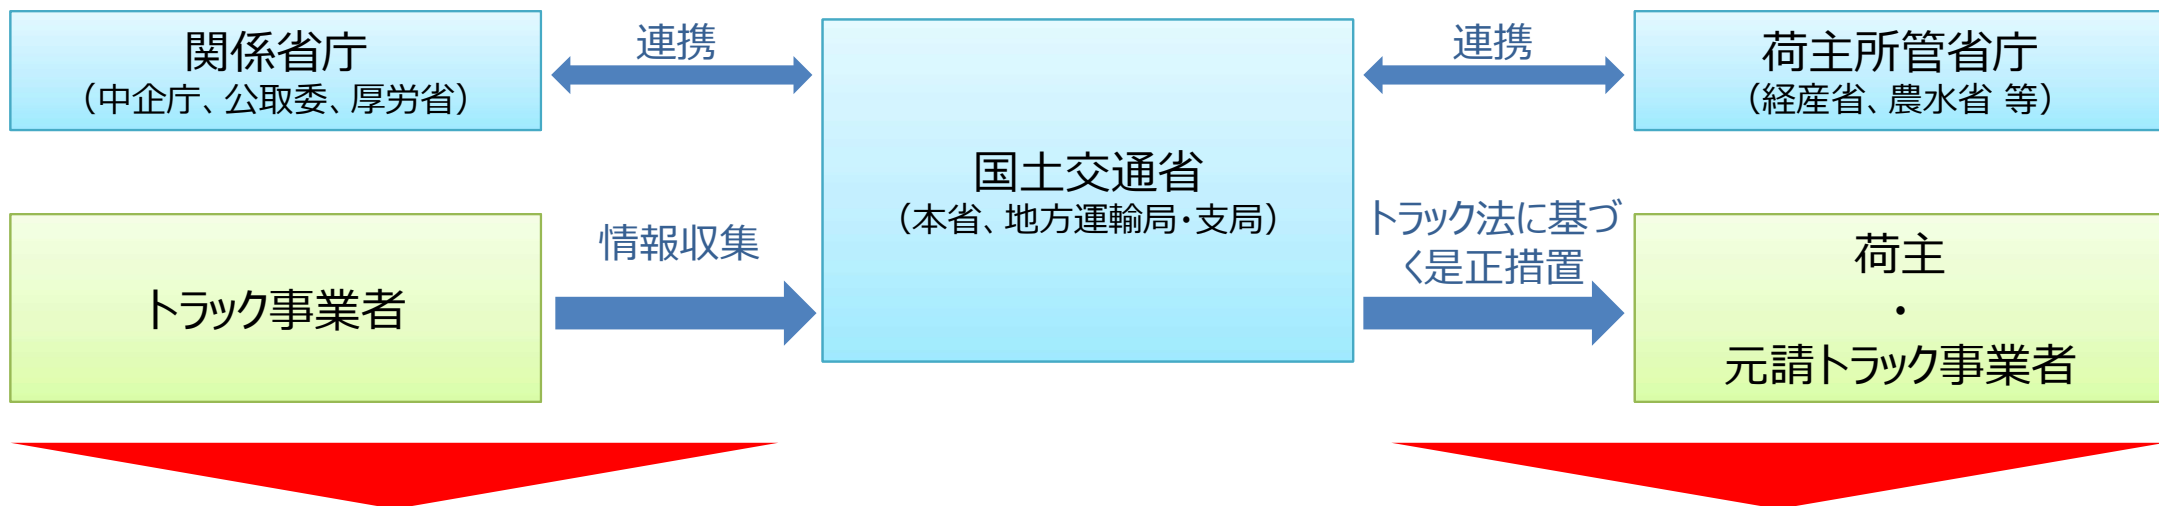 関係省庁
（中企庁、公取委、厚労省）
連携
国土交通省
（本省、地方運輸局・支局）
連携
荷主所管省庁
（経産省、農水省 等）
トラック事業者
情報収集
トラック法に基づ
く是正措置
荷主
・
元請トラック事業者